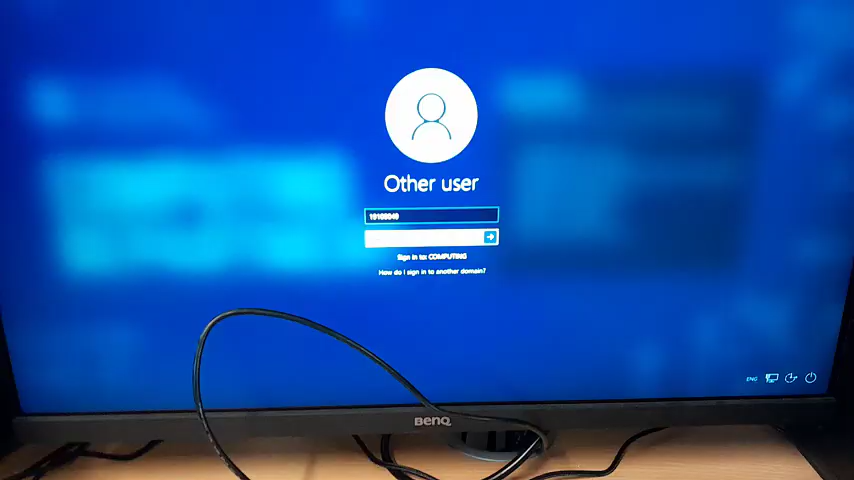 Other user
Sign in to: COMPUTING
How do I sign in to another domain?
ENG
BenQ